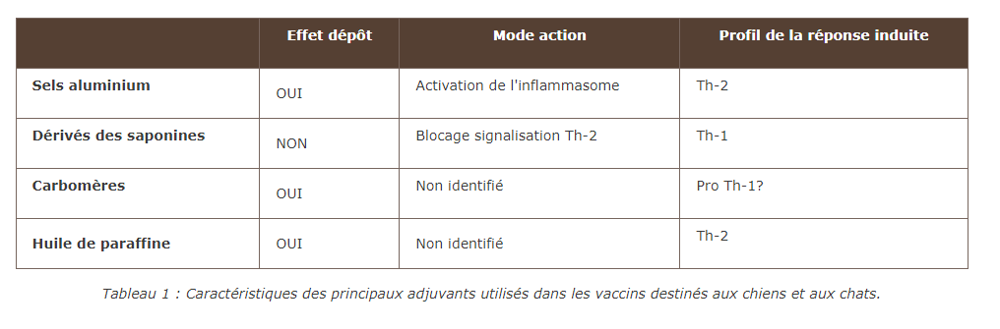 Effet dépôt Mode action Profil de la réponse induite
Sels aluminium OUI Activation de l'inflammasome Th-2
Dérivés des saponines NON Blocage signalisation Th-2 Th-1
Carbomères OUI Non identifié Pro Th-1?
Huile de paraffine OUI Non identifié Th-2
Tableau 1 : Caractéristiques des principaux adjuvants utilisés dans les vaccins destinés aux chiens et aux chats.